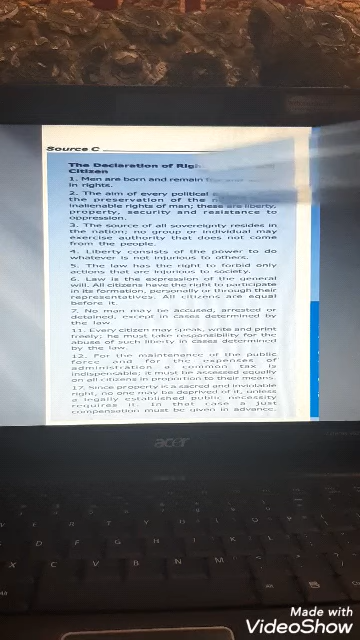 Source C
The Declaration of Rig
Citizen
1. Men are born and remain
in rights.
2. The aim of every political
the preservation of the
inalienable rights of man; these are liberty,
property, security and resistance to
oppression.
3. The source of all sovereignty resides in
the nation; no group or individual may
exercise authority that does not come
from the people.
4. Liberty consists of the power to do
whatever is not injurious to others.
5. The law has the right to forbid only
actions that are injurious to society.
6. Law is the expression of the general
will. All citizens have the right to participate
in its formation, personally or through their
representatives. All citizens are equal
before it.
7. No man may be accused, arrested or
detained, except in cases determined by
the law.
11. Every citizen may speak, write and print
freely; he must take responsibility for the
abuse of such liberty in cases determined
by the law.
12. For the maintenence of the public
force and for the expenses of
administration a common tax is
indispensable; it must be assessed equally
on all citizens in proportion to their means.
17. Since property is a sacred and inviolable
right, no one may be deprived of it, unless
a legally established public necessity
requires it. In that case a just
compensation must be given in advance.
acer
Made with
VideoShow